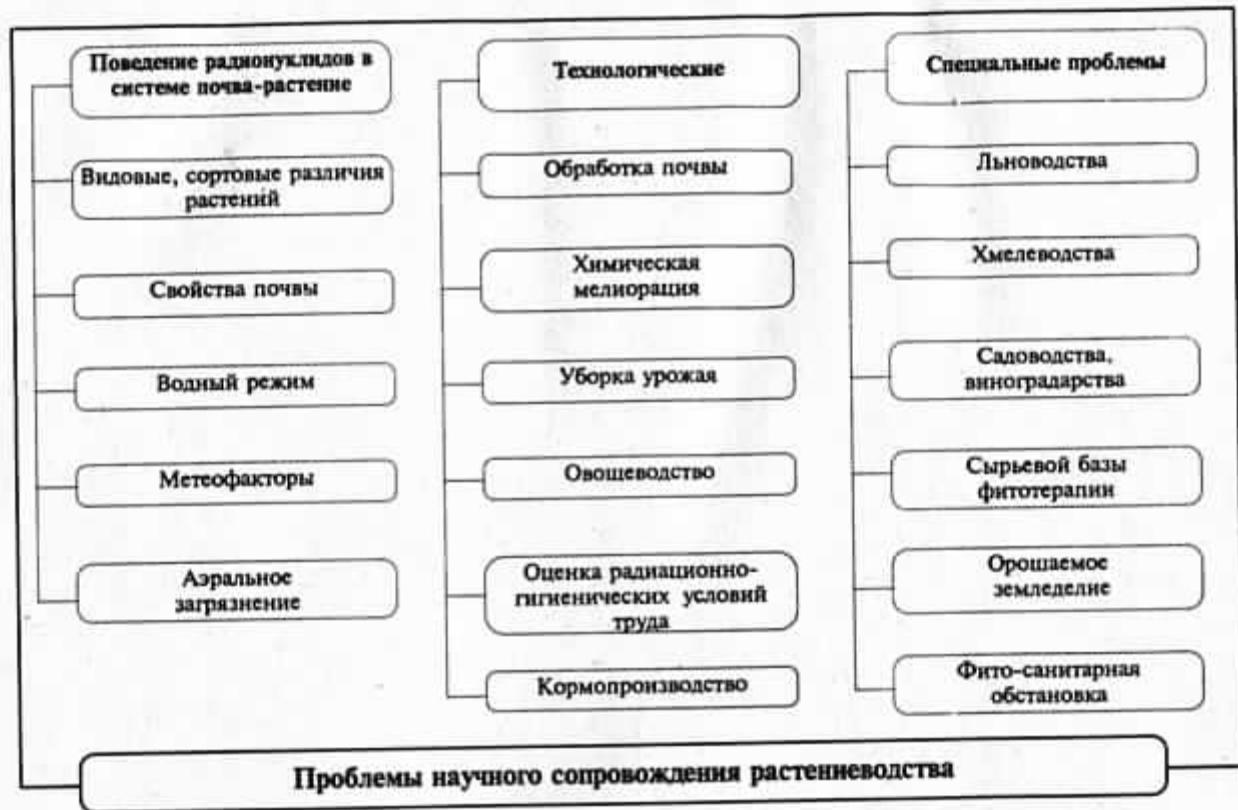 Поведение радионуклидов в
системе почва-растение
Видовые, сортовые различия
растений
Свойства почвы
Водный режим
Метеофакторы
Аэральное
загрязнение
Технологические
Обработка почвы
Химическая
мелиорация
Уборка урожая
Овощеводство
Оценка радиационно-
гигиенических условий
труда
Кормопроизводство
Специальные проблемы
Льноводства
Хмелеводства
Садоводства,
виноградарства
Сырьевой базы
фитотерапии
Орошаемое
земледелие
Фито-санитарная
обстановка
Проблемы научного сопровождения растениеводства